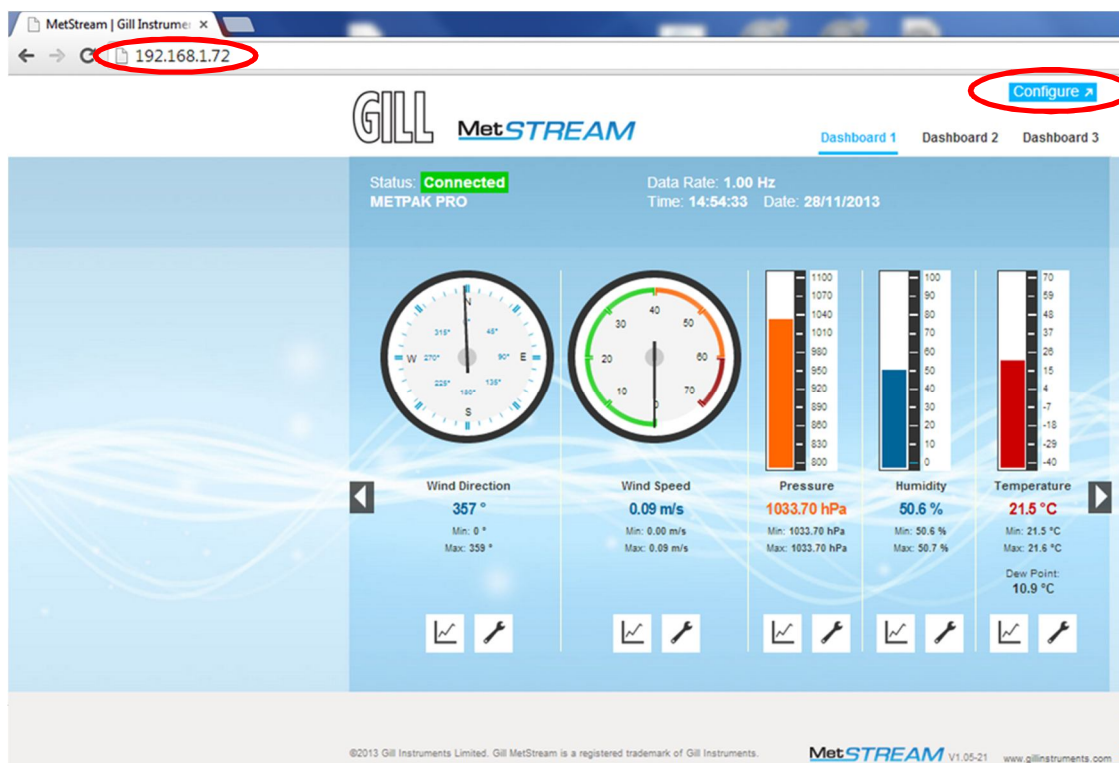 MetStream | Gill Instrumen
192.168.1.72
Configure
GILL MetSTREAM
Dashboard 1 Dashboard 2 Dashboard 3
Status: Connected Data Rate: 1.00 Hz
METPAK PRO Time: 14:54:33 Date: 28/11/2013
N
0°
315° 45°
W 270° 90° E
225° 135°
180°
S
40
30 50
20 60
10 70
0
1100
1070
1040
1010
980
950
920
890
860
830
800
100
90
80
70
60
50
40
30
20
10
0
70
59
48
37
26
15
4
-7
-18
-29
-40
Wind Direction
357 °
Min: 0 °
Max: 359 °
Wind Speed
0.09 m/s
Min: 0.00 m/s
Max: 0.09 m/s
Pressure
1033.70 hPa
Min: 1033.70 hPa
Max: 1033.70 hPa
Humidity
50.6 %
Min: 50.6 %
Max: 50.7 %
Temperature
21.5 °C
Min: 21.5 °C
Max: 21.6 °C
Dew Point:
10.9 °C
©2013 Gill Instruments Limited. Gill MetStream is a registered trademark of Gill Instruments. MetSTREAM V1.05-21 www.gillinstruments.com